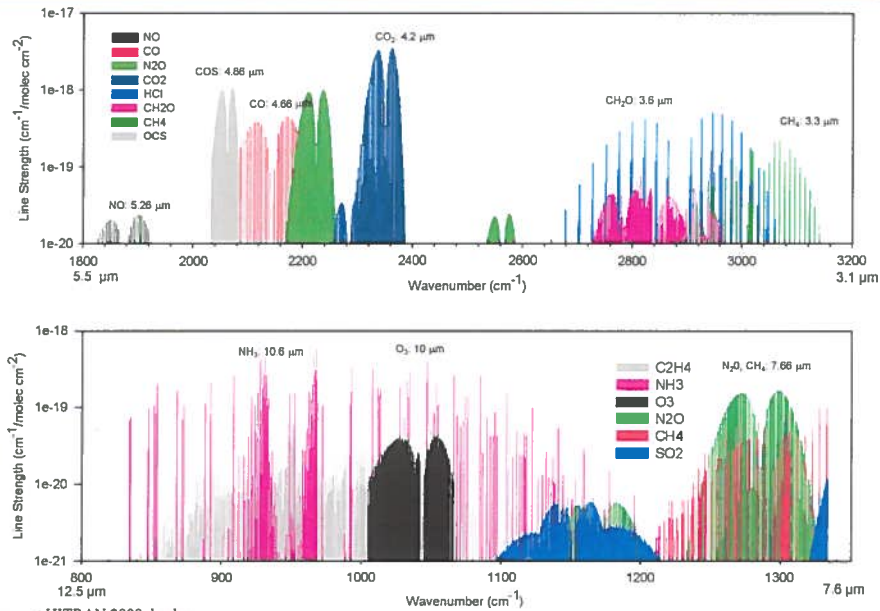 1e-17
1e-18
1e-19
1e-20
Line Strength (cm⁻¹/molec cm⁻²)
NO
CO
N2O
CO2
HCl
CH2O
CH4
OCS
NO: 5.26 µm
COS: 4.86 µm
CO: 4.66 µm
CO₂: 4.2 µm
CH₂O: 3.6 µm
CH₄: 3.3 µm
1800 2000 2200 2400 2600 2800 3000 3200
5.5 µm Wavenumber (cm⁻¹) 3.1 µm
1e-18
1e-19
1e-20
1e-21
Line Strength (cm⁻¹/molec cm⁻²)
NH₃: 10.6 µm
O₃: 10 µm
N₂0, CH₄: 7.66 µm
C2H4
NH3
O3
N2O
CH4
SO2
800 900 1000 1100 1200 1300
12.5 µm Wavenumber (cm⁻¹) 7.6 µm
HITRAN 2000